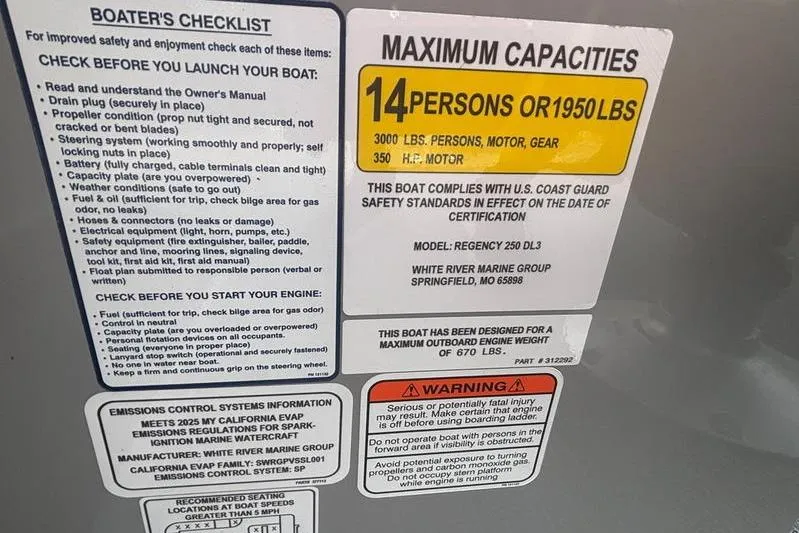 BOATER'S CHECKLIST
For improved safety and enjoyment check each of these items:
CHECK BEFORE YOU LAUNCH YOUR BOAT:
• Read and understand the Owner's Manual
• Drain plug (securely in place)
• Propeller condition (prop nut tight and secured, not
cracked or bent blades)
• Steering system (working smoothly and properly; self
locking nuts in place)
• Battery (fully charged, cable terminals clean and tight)
• Capacity plate (are you overpowered)
• Weather conditions (safe to go out)
• Fuel & oil (sufficient for trip, check bilge area for gas
odor, no leaks)
• Hoses & connectors (no leaks or damage)
• Electrical equipment (light, horn, pumps, etc.)
• Safety equipment (fire extinguisher, bailer, paddle,
anchor and line, mooring lines, signaling device,
tool kit, first aid kit, first aid manual)
• Float plan submitted to responsible person (verbal or
written)
CHECK BEFORE YOU START YOUR ENGINE:
• Fuel (sufficient for trip, check bilge area for gas odor)
• Control in neutral
• Capacity plate (are you overloaded or overpowered)
• Personal flotation devices on all occupants.
• Seating (everyone in proper place)
• Lanyard stop switch (operational and securely fastened)
• No one in water near boat.
• Keep a firm and continuous grip on the steering wheel.
MAXIMUM CAPACITIES
14 PERSONS OR 1950 LBS
3000 LBS. PERSONS, MOTOR, GEAR
350 H.P. MOTOR
THIS BOAT COMPLIES WITH U.S. COAST GUARD
SAFETY STANDARDS IN EFFECT ON THE DATE OF
CERTIFICATION
MODEL: REGENCY 250 DL3
WHITE RIVER MARINE GROUP
SPRINGFIELD, MO 65898
THIS BOAT HAS BEEN DESIGNED FOR A
MAXIMUM OUTBOARD ENGINE WEIGHT
OF 670 LBS.
PART # 312292
EMISSIONS CONTROL SYSTEMS INFORMATION
MEETS 2025 MY CALIFORNIA EVAP
EMISSIONS REGULATIONS FOR SPARK-
IGNITION MARINE WATERCRAFT
MANUFACTURER: WHITE RIVER MARINE GROUP
CALIFORNIA EVAP FAMILY: SWRGPVSSL001
EMISSIONS CONTROL SYSTEM: SP
WARNING
Serious or potentially fatal injury
may result. Make certain that engine
is off before using boarding ladder.
Do not operate boat with persons in the
forward area if visibility is obstructed.
Avoid potential exposure to turning
propellers and carbon monoxide gas.
Do not occupy stern platform
while engine is running
RECOMMENDED SEATING
LOCATIONS AT BOAT SPEEDS
GREATER THAN 5 MPH
X X X X
X X